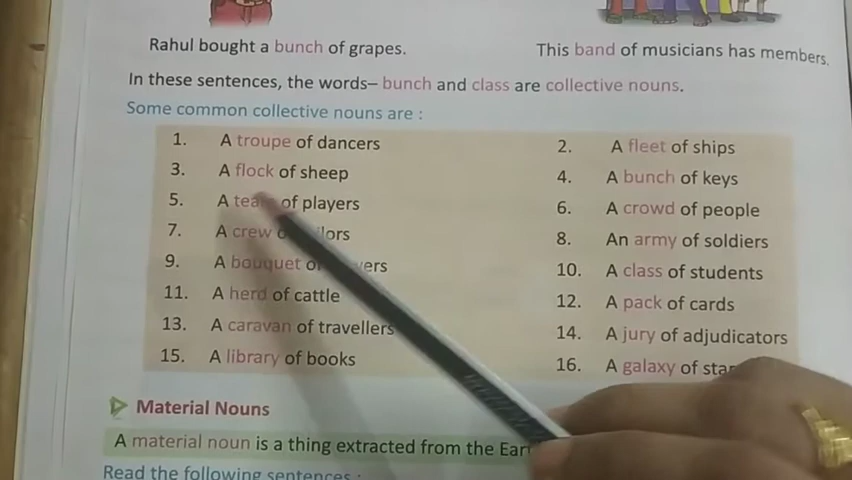 Rahul bought a bunch of grapes.
This band of musicians has members.
In these sentences, the words– bunch and class are collective nouns.
Some common collective nouns are :
1. A troupe of dancers
2. A fleet of ships
3. A flock of sheep
4. A bunch of keys
5. A of players
6. A crowd of people
7. A crew
8. An army of soldiers
9. A bouquet
10. A class of students
11. A herd of cattle
12. A pack of cards
13. A caravan of travellers
14. A jury of adjudicators
15. A library of books
16. A galaxy of
Material Nouns
A material noun is a thing extracted from the
Read the following sentences :